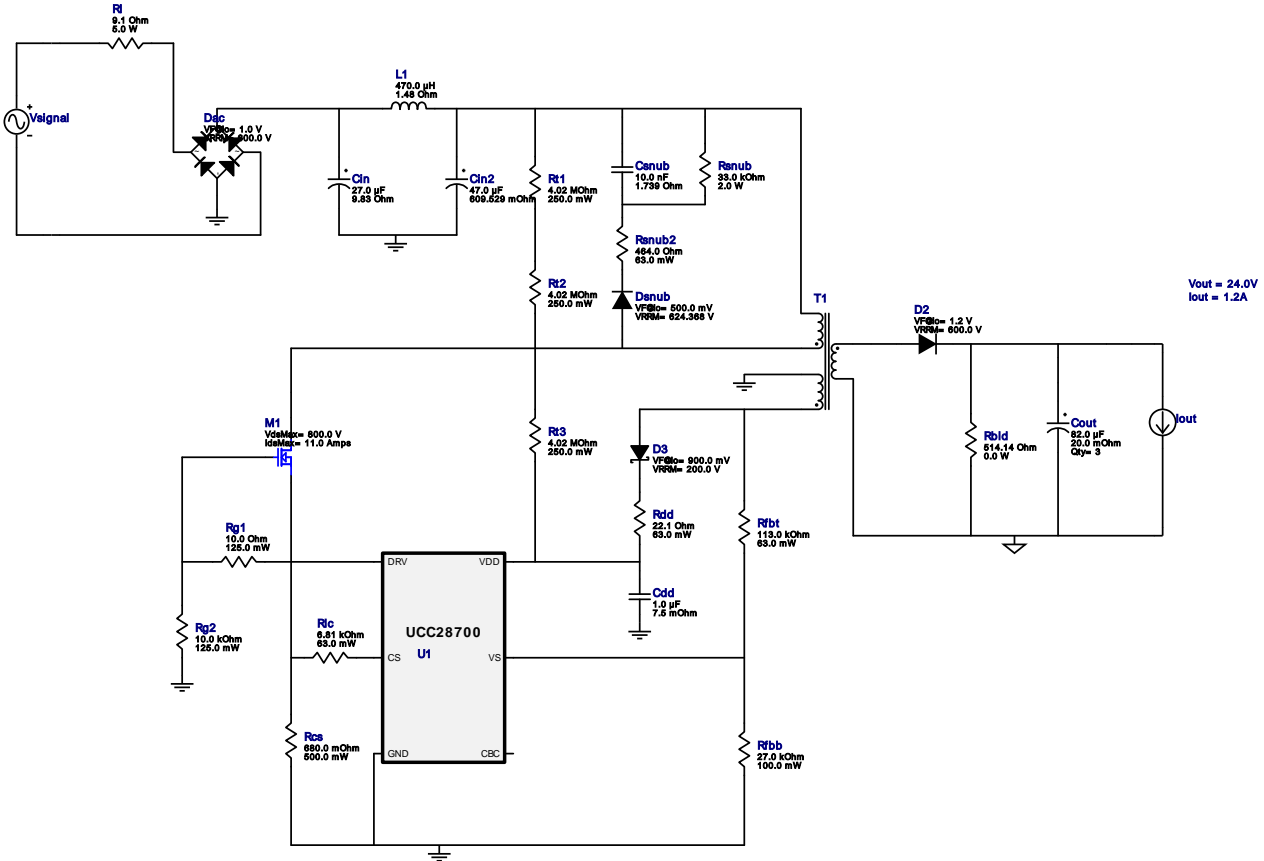 RI
9.1 Ohm
5.0 W
Vsignal
+
-
Dac
VF@Io= 1.0 V
VRRM= 600.0 V
L1
470.0 µH
1.48 Ohm
Cin
27.0 µF
9.83 Ohm
Cin2
47.0 µF
609.529 mOhm
Rt1
4.02 MOhm
250.0 mW
Csnub
10.0 nF
1.739 Ohm
Rsnub
33.0 kOhm
2.0 W
Rsnub2
464.0 Ohm
63.0 mW
Rt2
4.02 MOhm
250.0 mW
Dsnub
VF@Io= 500.0 mV
VRRM= 624.368 V
T1
D2
VF@Io= 1.2 V
VRRM= 600.0 V
Vout = 24.0V
Iout = 1.2A
M1
VdsMax= 800.0 V
IdsMax= 11.0 Amps
Rt3
4.02 MOhm
250.0 mW
D3
VF@Io= 900.0 mV
VRRM= 200.0 V
Rbld
514.14 Ohm
0.0 W
Cout
82.0 µF
20.0 mOhm
Qty= 3
Iout
Rdd
22.1 Ohm
63.0 mW
Rfbt
113.0 kOhm
63.0 mW
Rg1
10.0 Ohm
125.0 mW
Rg2
10.0 kOhm
125.0 mW
Cdd
1.0 µF
7.5 mOhm
Rlc
6.81 kOhm
63.0 mW
DRV
VDD
UCC28700
U1
CS
VS
GND
CBC
Rcs
680.0 mOhm
500.0 mW
Rfbb
27.0 kOhm
100.0 mW